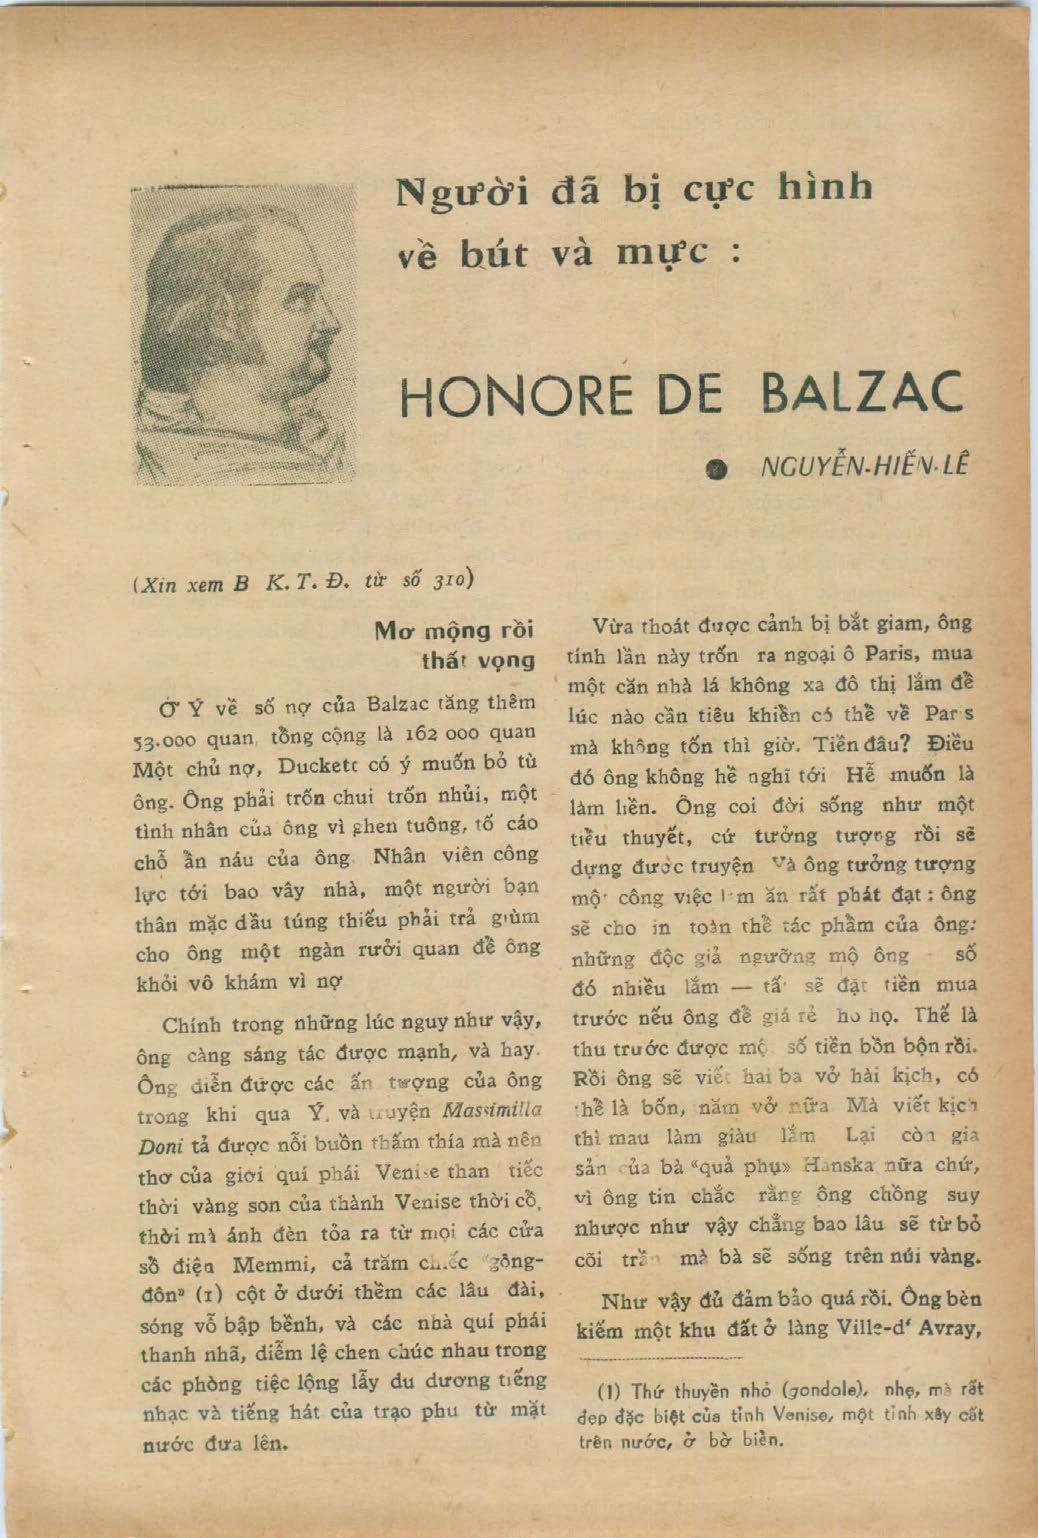 Người đã bị cực hình
về bút và mực :
HONORÉ DE BALZAC
● NGUYỄN-HIẾN-LÊ
(Xin xem B K. T. Đ. từ số 310)
Mơ mộng rồi
thất vọng
Ở Ý về số nợ của Balzac tăng thêm
53.000 quan, tổng cộng là 162 000 quan
Một chủ nợ, Duckett có ý muốn bỏ tù
ông. Ông phải trốn chui trốn nhủi, một
tình nhân của ông vì ghen tuông, tố cáo
chỗ ẩn náu của ông. Nhân viên công
lực tới bao vây nhà, một người bạn
thân mặc dầu túng thiếu phải trả giùm
cho ông một ngàn rưởi quan để ông
khỏi vô khám vì nợ
Chính trong những lúc nguy như vậy,
ông càng sáng tác được mạnh, và hay.
Ông diễn được các ấn tượng của ông
trong khi qua Ý, và truyện Massimilla
Doni tả được nỗi buồn thấm thía mà nên
thơ của giới quí phái Venise than tiếc
thời vàng son của thành Venise thời cổ,
thời mà ánh đèn tỏa ra từ mọi các cửa
sổ điện Memmi, cả trăm chiếc "gông-
đôn" (1) cột ở dưới thềm các lâu đài,
sóng vỗ bập bềnh, và các nhà quí phái
thanh nhã, diễm lệ chen chúc nhau trong
các phòng tiệc lộng lẫy du dương tiếng
nhạc và tiếng hát của trạo phu từ mặt
nước đưa lên.
Vừa thoát được cảnh bị bắt giam, ông
tính lần này trốn ra ngoại ô Paris, mua
một căn nhà lá không xa đô thị lắm để
lúc nào cần tiêu khiển có thể về Paris
mà không tốn thì giờ. Tiền đâu? Điều
đó ông không hề nghĩ tới Hễ muốn là
làm liền. Ông coi đời sống như một
tiểu thuyết, cứ tưởng tượng rồi sẽ
dựng được truyện Và ông tưởng tượng
một công việc làm ăn rất phát đạt : ông
sẽ cho in toàn thể tác phẩm của ông:
những độc giả ngưỡng mộ ông - số
đó nhiều lắm — tất sẽ đặt tiền mua
trước nếu ông để giá rẻ cho họ. Thế là
thu trước được một số tiền bồn bộn rồi.
Rồi ông sẽ viết hai ba vở hài kịch, có
thể là bốn, năm vở nữa Mà viết kịch
thì mau làm giàu lắm Lại còn gia
sản của bà "quả phụ» Hanska nữa chứ,
vì ông tin chắc rằng ông chồng suy
nhược như vậy chẳng bao lâu sẽ từ bỏ
cõi trần mà bà sẽ sống trên núi vàng.
Như vậy đủ đảm bảo quá rồi. Ông bèn
kiếm một khu đất ở làng Ville-d' Avray,
(1) Thứ thuyền nhỏ (gondole), nhẹ, mà rất
đẹp đặc biệt của tỉnh Venise, một tỉnh xây cất
trên nước, ở bờ biển.